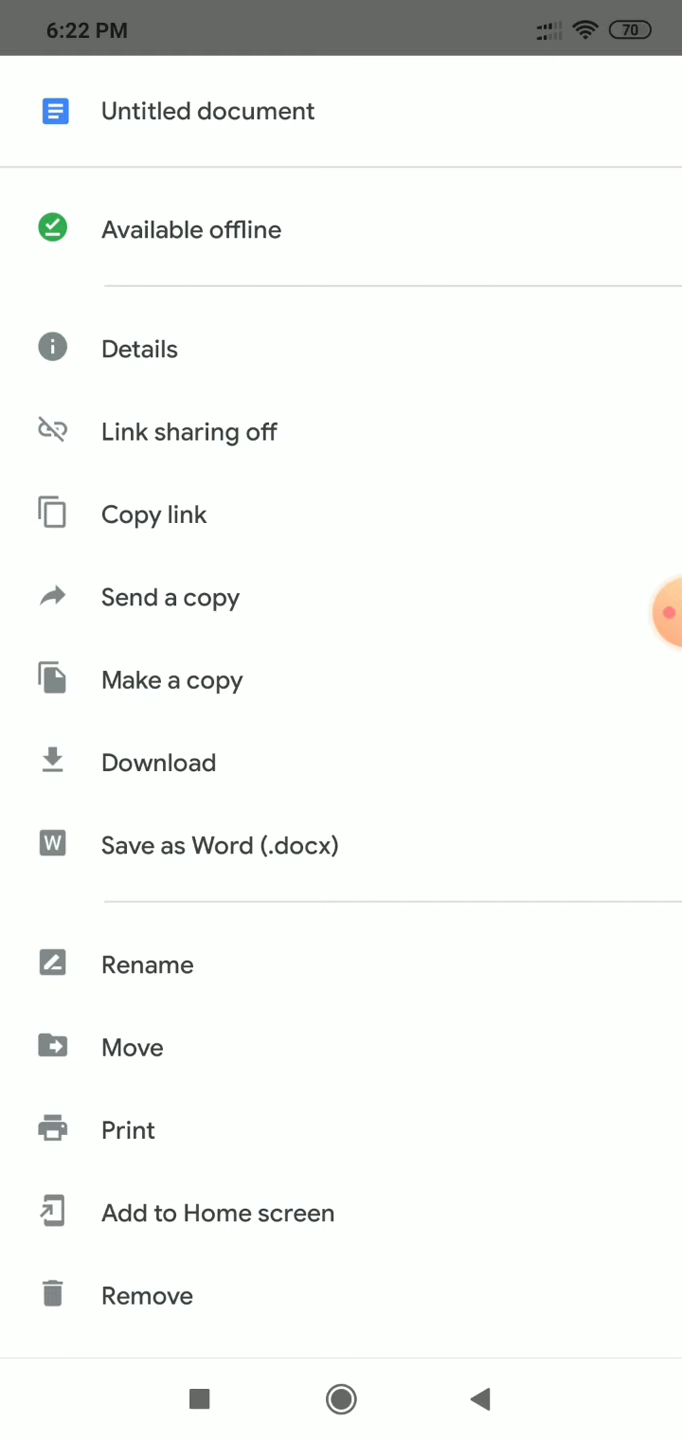 6:22 PM
70
Untitled document
Available offline
Details
Link sharing off
Copy link
Send a copy
Make a copy
Download
W Save as Word (.docx)
Rename
Move
Print
Add to Home screen
Remove